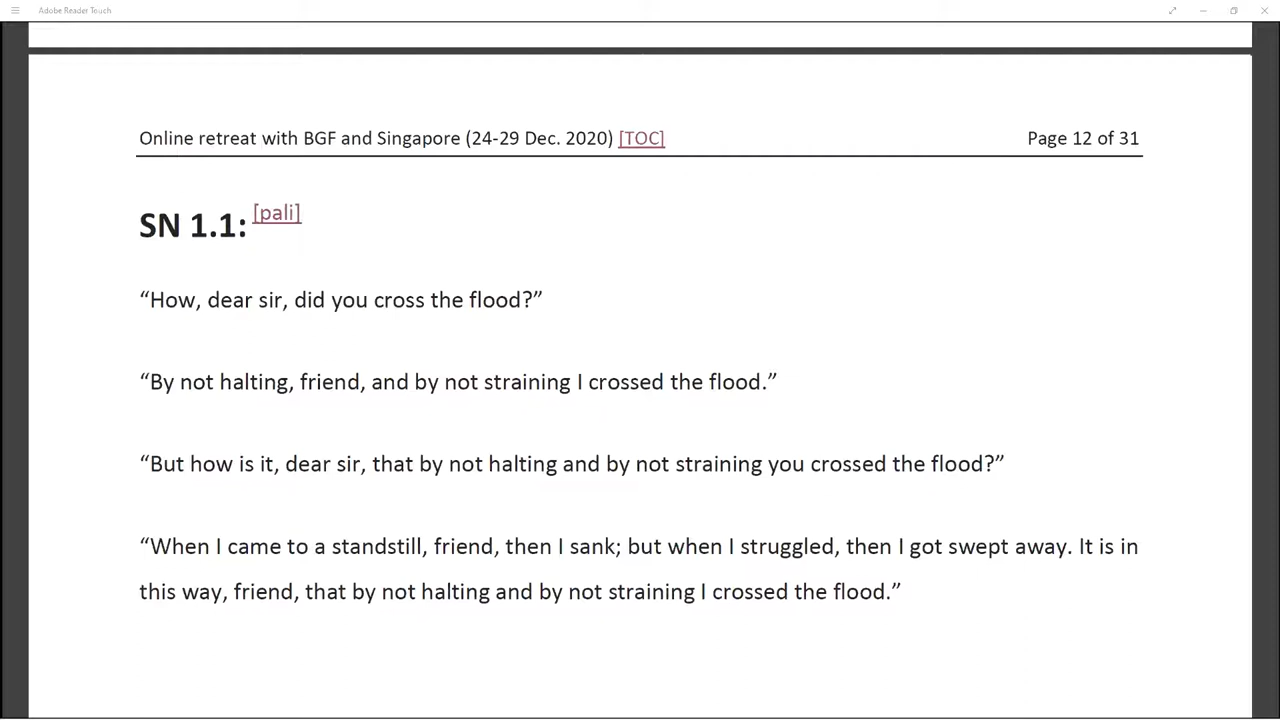 Adobe Reader Touch
Online retreat with BGF and Singapore (24-29 Dec. 2020) [TOC] Page 12 of 31
SN 1.1: [pali]
“How, dear sir, did you cross the flood?”
“By not halting, friend, and by not straining I crossed the flood.”
“But how is it, dear sir, that by not halting and by not straining you crossed the flood?”
“When I came to a standstill, friend, then I sank; but when I struggled, then I got swept away. It is in
this way, friend, that by not halting and by not straining I crossed the flood.”